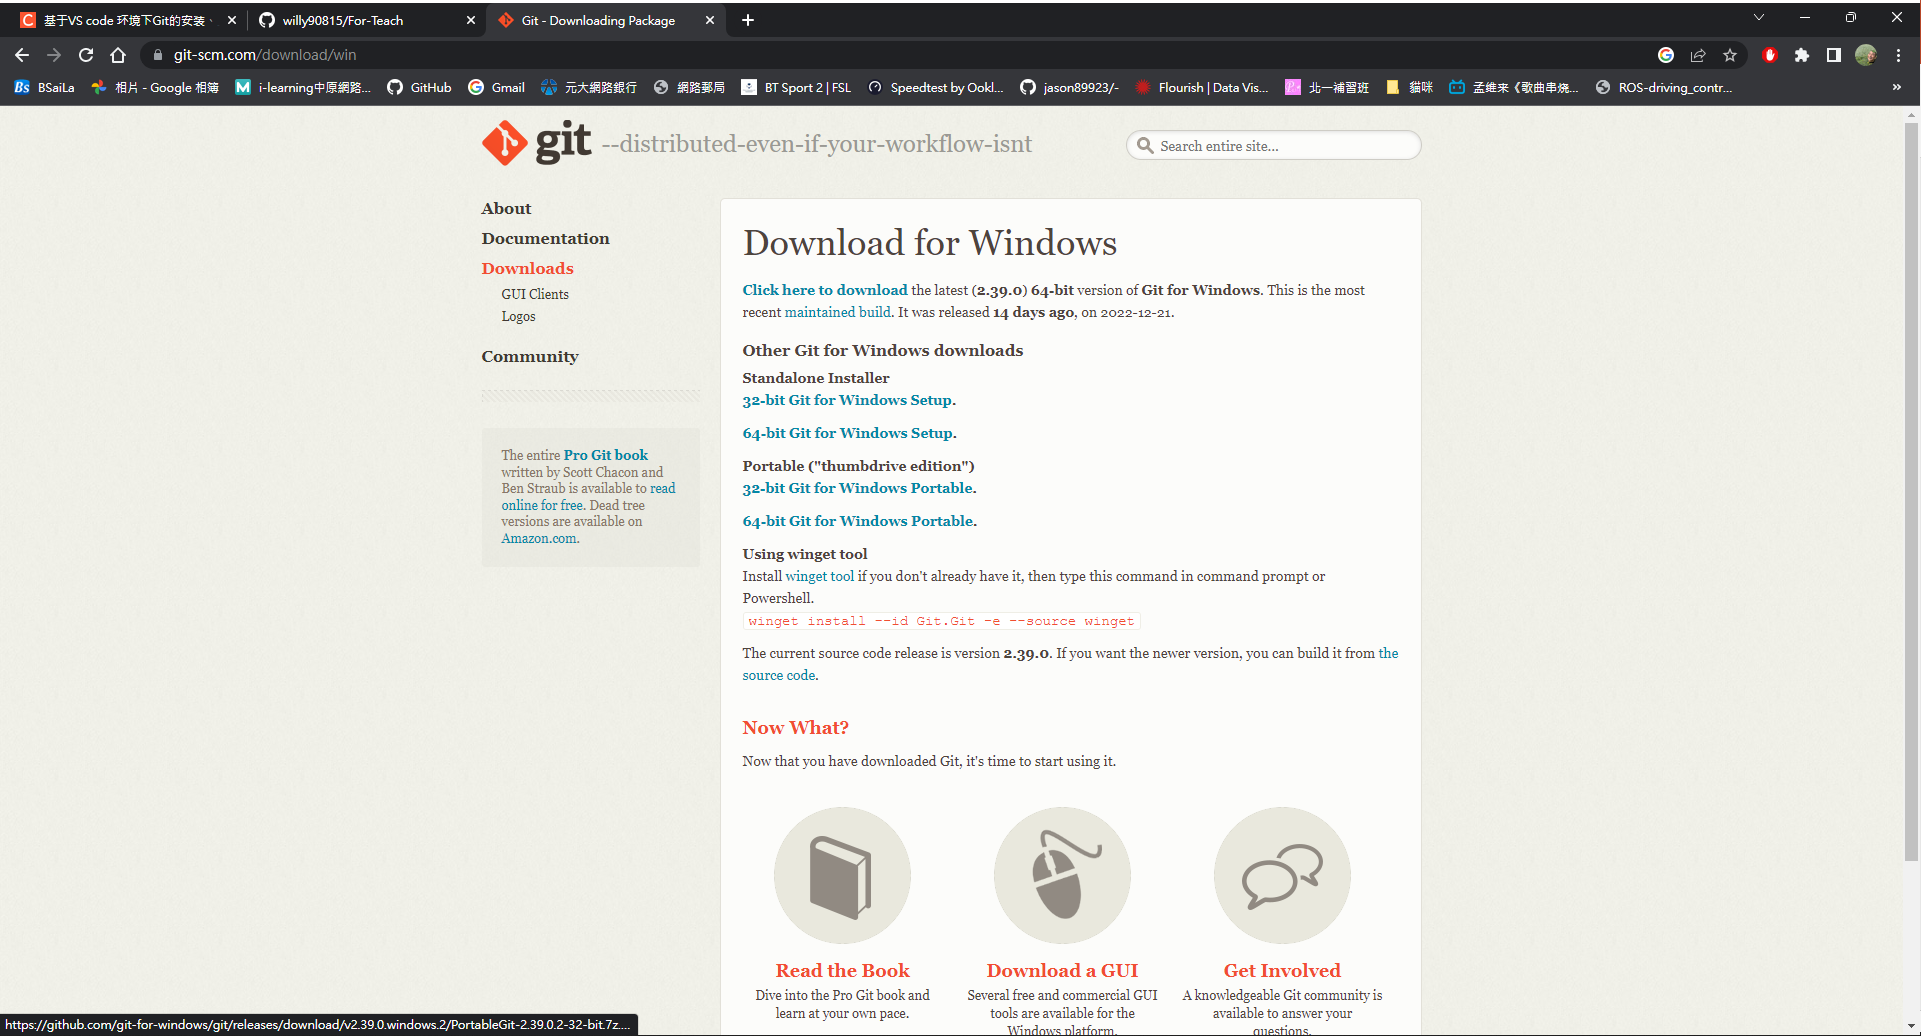 基于VS code 环境下Git的安装、
willy90815/For-Teach
Git - Downloading Package
git-scm.com/download/win
BSaiLa
相片 - Google 相簿
i-learning中原網路...
GitHub
Gmail
元大網路銀行
網路郵局
BT Sport 2 | FSL
Speedtest by Ookl...
jason89923/-
Flourish | Data Vis...
北一補習班
貓咪
孟维来《歌曲串烧...
ROS-driving_contr...
»
git --distributed-even-if-your-workflow-isnt
Search entire site...
About
Documentation
Downloads
GUI Clients
Logos
Community
The entire Pro Git book
written by Scott Chacon and
Ben Straub is available to read
online for free. Dead tree
versions are available on
Amazon.com.
Download for Windows
Click here to download the latest (2.39.0) 64-bit version of Git for Windows. This is the most
recent maintained build. It was released 14 days ago, on 2022-12-21.
Other Git for Windows downloads
Standalone Installer
32-bit Git for Windows Setup.
64-bit Git for Windows Setup.
Portable ("thumbdrive edition")
32-bit Git for Windows Portable.
64-bit Git for Windows Portable.
Using winget tool
Install winget tool if you don't already have it, then type this command in command prompt or
Powershell.
winget install --id Git.Git -e --source winget
The current source code release is version 2.39.0. If you want the newer version, you can build it from the
source code.
Now What?
Now that you have downloaded Git, it's time to start using it.
Read the Book
Dive into the Pro Git book and
learn at your own pace.
Download a GUI
Several free and commercial GUI
tools are available for the
Windows platform.
Get Involved
A knowledgeable Git community is
available to answer your
questions.
https://github.com/git-for-windows/git/releases/download/v2.39.0.windows.2/PortableGit-2.39.0.2-32-bit.7z....